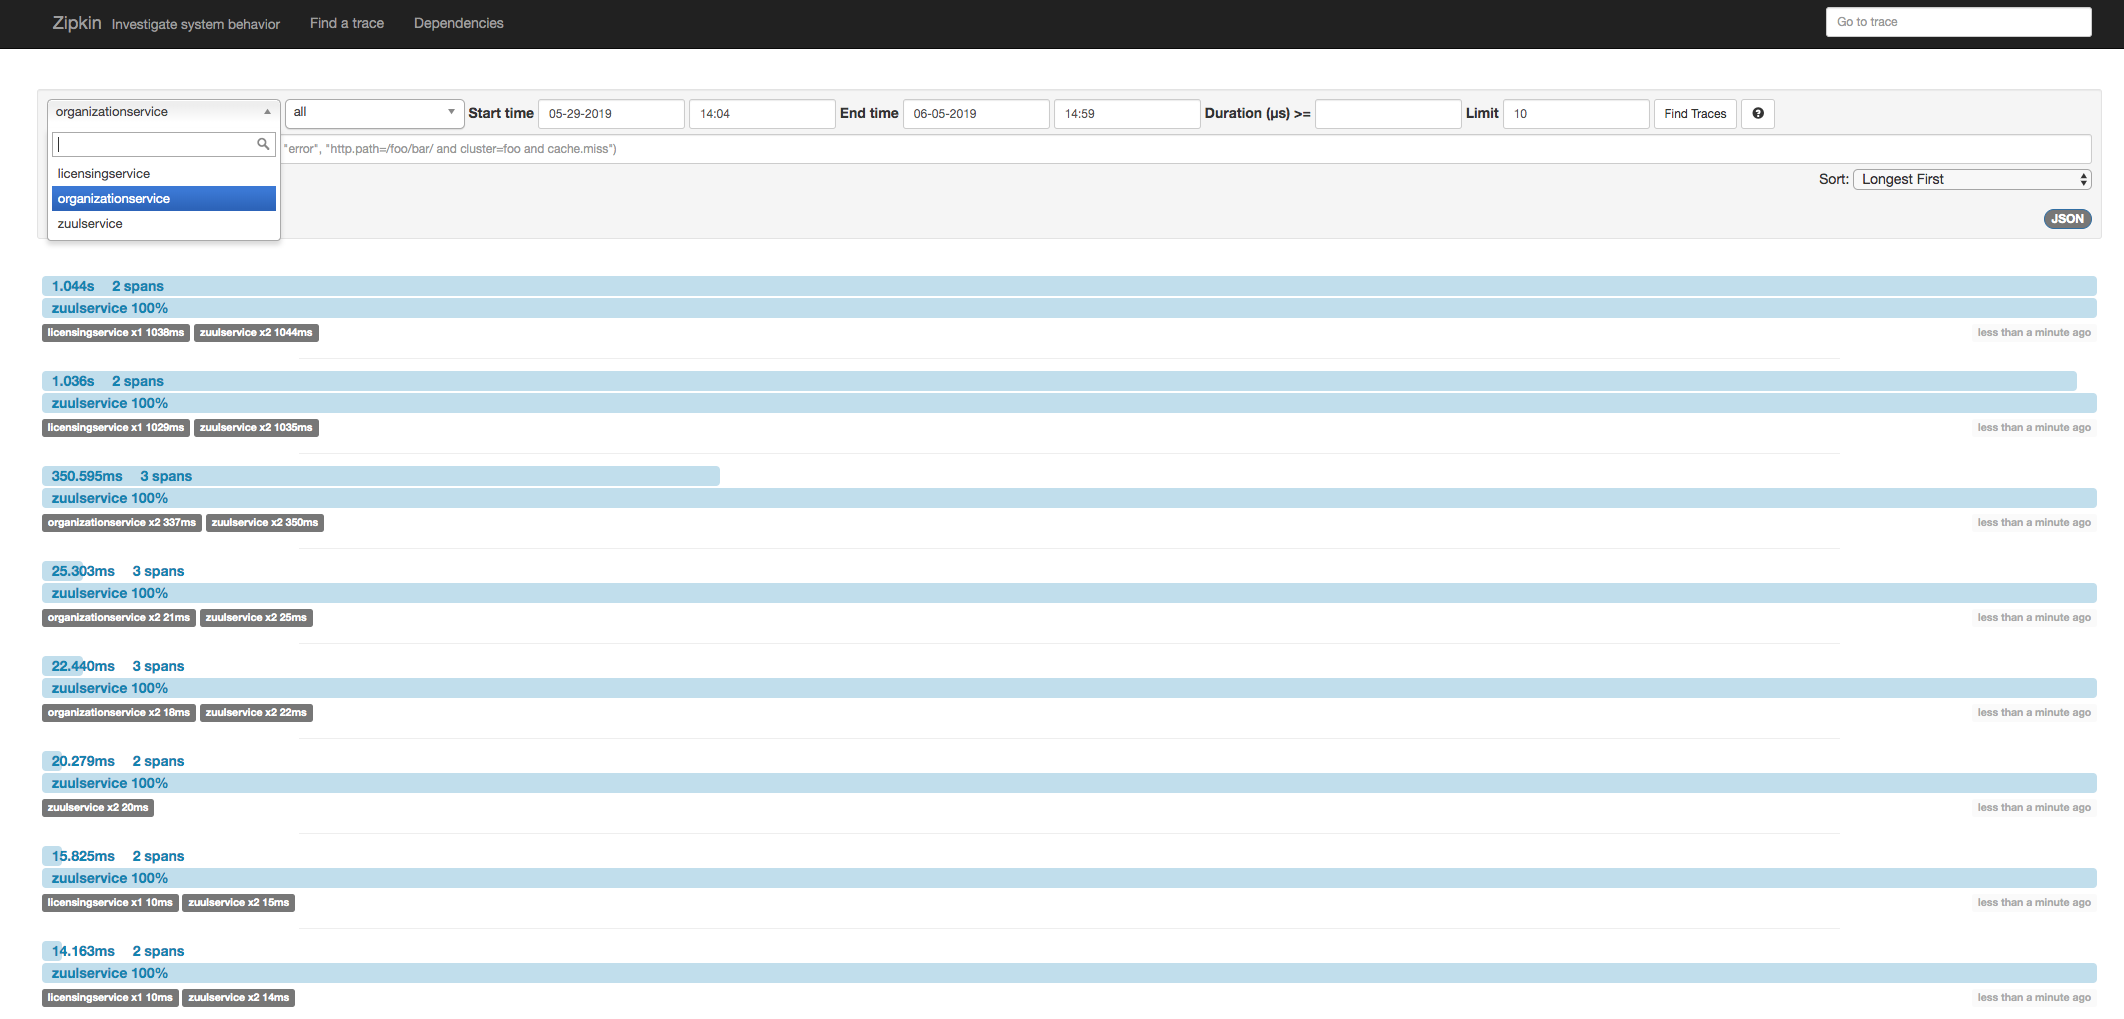 Zipkin Investigate system behavior Find a trace Dependencies Go to trace
organizationservice all Start time 05-29-2019 14:04 End time 06-05-2019 14:59 Duration (µs) >= Limit 10 Find Traces
"error", "http.path=/foo/bar/ and cluster=foo and cache.miss")
licensingservice
organizationservice
zuulservice
Sort: Longest First
JSON
1.044s 2 spans
zuulservice 100%
licensingservice x1 1038ms zuulservice x2 1044ms less than a minute ago
1.036s 2 spans
zuulservice 100%
licensingservice x1 1029ms zuulservice x2 1035ms less than a minute ago
350.595ms 3 spans
zuulservice 100%
organizationservice x2 337ms zuulservice x2 350ms less than a minute ago
25.303ms 3 spans
zuulservice 100%
organizationservice x2 21ms zuulservice x2 25ms less than a minute ago
22.440ms 3 spans
zuulservice 100%
organizationservice x2 18ms zuulservice x2 22ms less than a minute ago
20.279ms 2 spans
zuulservice 100%
zuulservice x2 20ms less than a minute ago
15.825ms 2 spans
zuulservice 100%
licensingservice x1 10ms zuulservice x2 15ms less than a minute ago
14.163ms 2 spans
zuulservice 100%
licensingservice x1 10ms zuulservice x2 14ms less than a minute ago